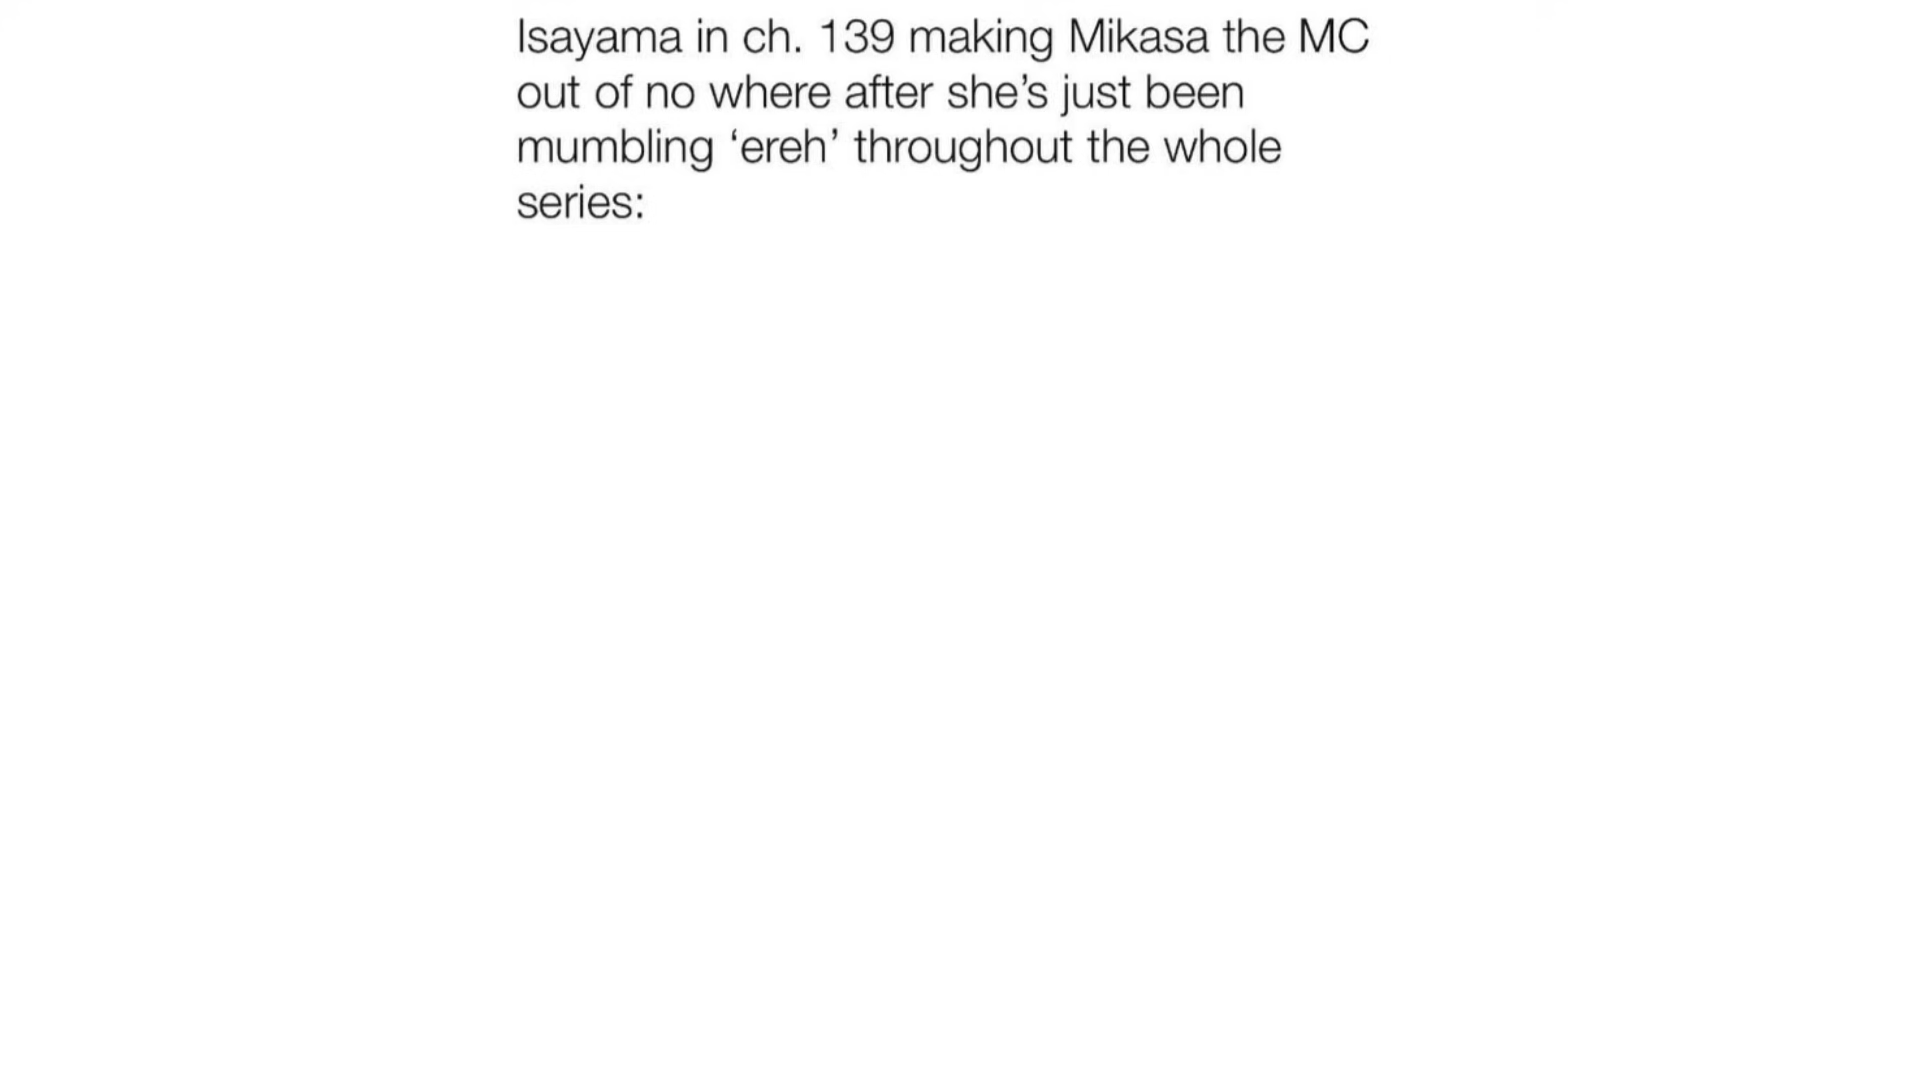 Isayama in ch. 139 making Mikasa the MC
out of no where after she’s just been
mumbling ‘ereh’ throughout the whole
series: